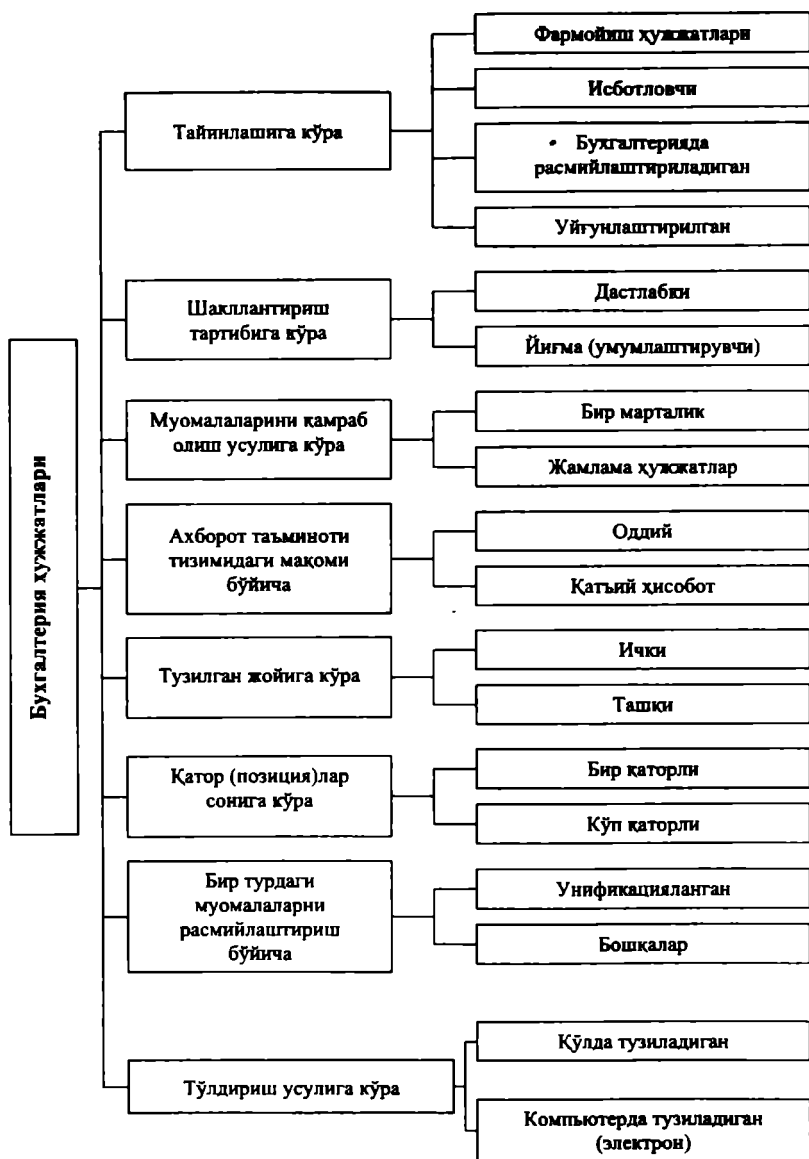 Бухгалтерия ҳужжатлари
Тайинлашига кўра
Фармойиш ҳужжатлари
Исботловчи
• Бухгалтерияда
расмийлаштириладиган
Уйғунлаштирилган
Шакллантириш
тартибига кўра
Дастлабки
Йиғма (умумлаштирувчи)
Муомалаларини қамраб
олиш усулига кўра
Бир марталик
Жамлама ҳужжатлар
Ахборот таъминоти
тизимидаги мақоми
бўйича
Оддий
Қатъий ҳисобот
Тузилган жойига кўра
Ички
Ташқи
Қатор (позиция)лар
сонига кўра
Бир қаторли
Кўп қаторли
Бир турдаги
муомалаларни
расмийлаштириш
бўйича
Унификацияланган
Бошқалар
Тўлдириш усулига кўра
Қўлда тузиладиган
Компьютерда тузиладиган
(электрон)